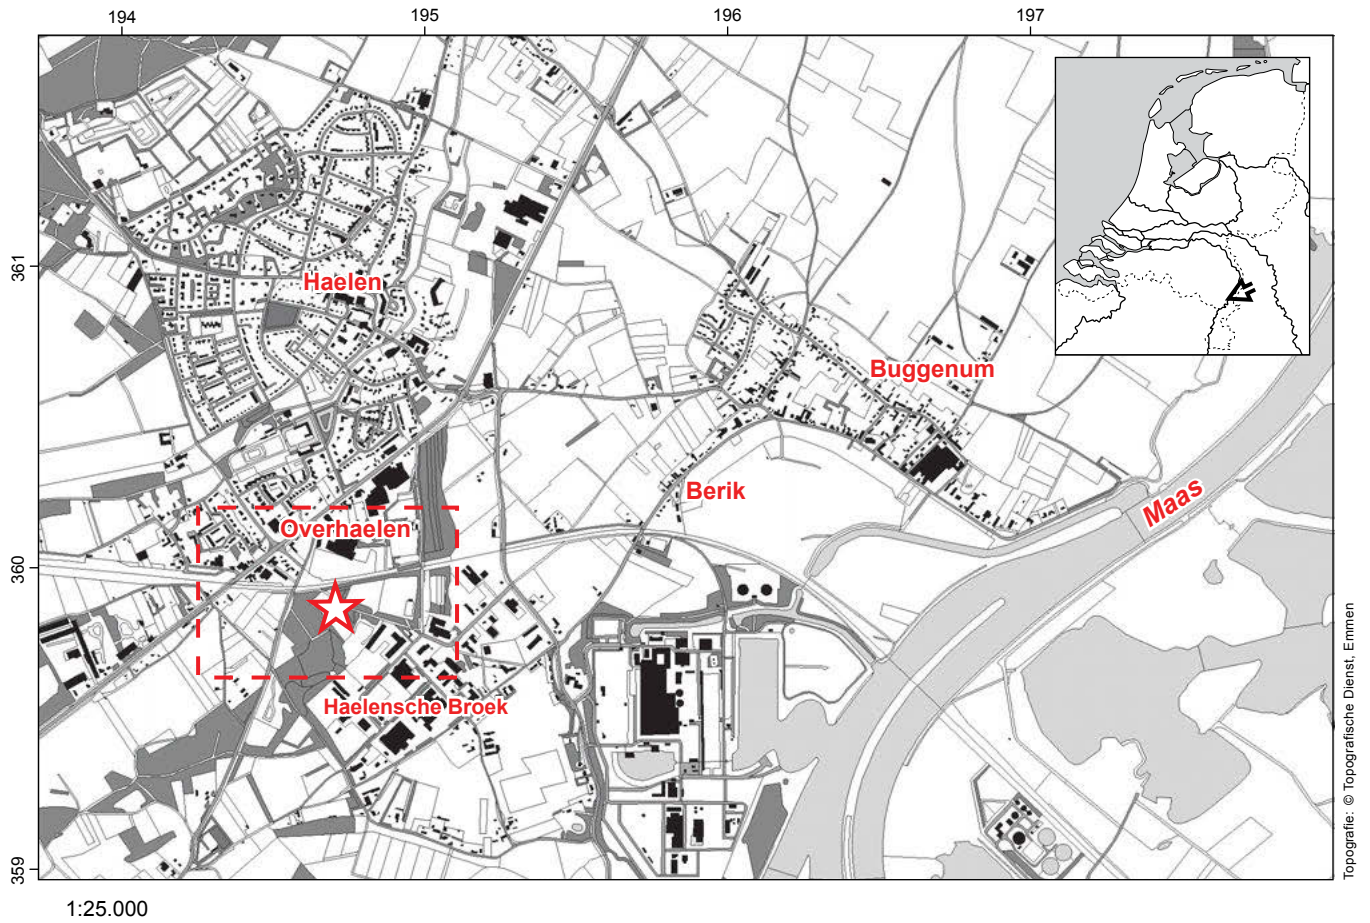 194
195
196
197
361
360
359
Haelen
Buggenum
Berik
Maas
Overhaelen
Haelensche Broek
Topografie: © Topografische Dienst, Emmen
1:25.000